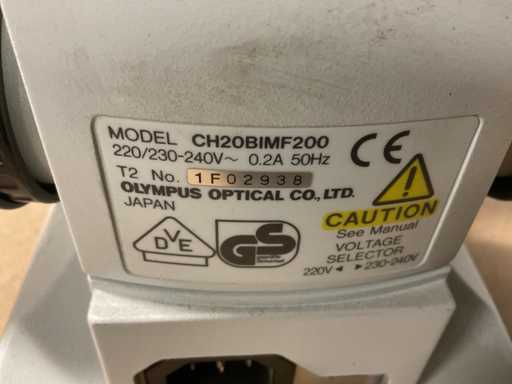 MODEL CH20BIMF200
220/230-240V~ 0.2A 50Hz
T2 No. 1F02938
OLYMPUS OPTICAL CO., LTD.
JAPAN
CE
CAUTION
See Manual
VOLTAGE
SELECTOR
220V◄ ►230-240V
DVE
GS